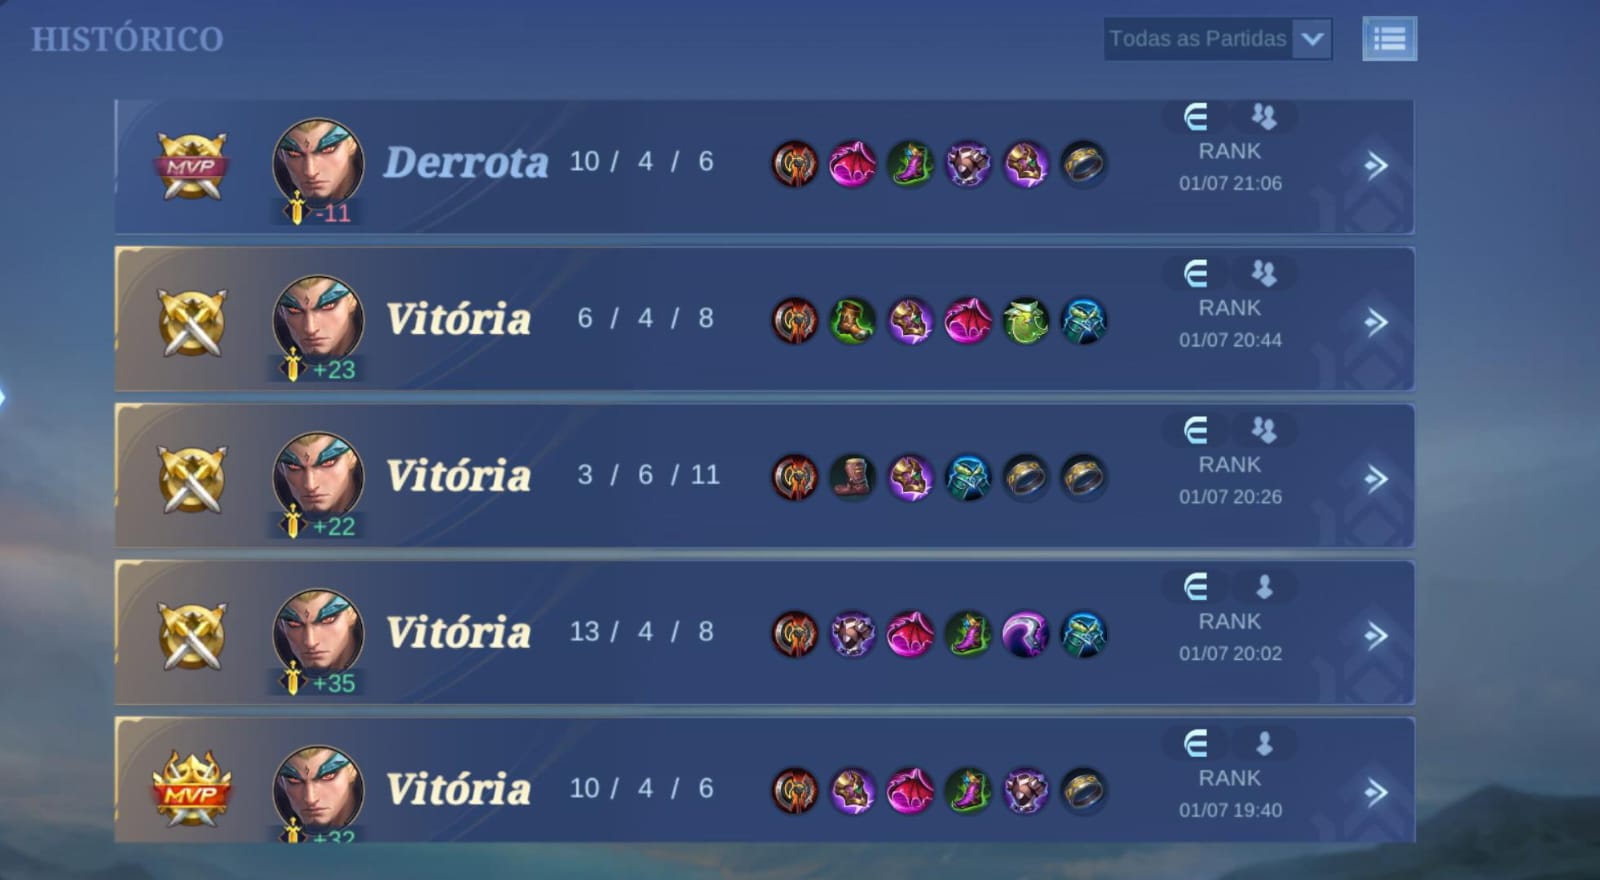 HISTÓRICO
Todas as Partidas
MVP
-11
Derrota
10 / 4 / 6
RANK
01/07 21:06
+23
Vitória
6 / 4 / 8
RANK
01/07 20:44
+22
Vitória
3 / 6 / 11
RANK
01/07 20:26
+35
Vitória
13 / 4 / 8
RANK
01/07 20:02
MVP
+32
Vitória
10 / 4 / 6
RANK
01/07 19:40